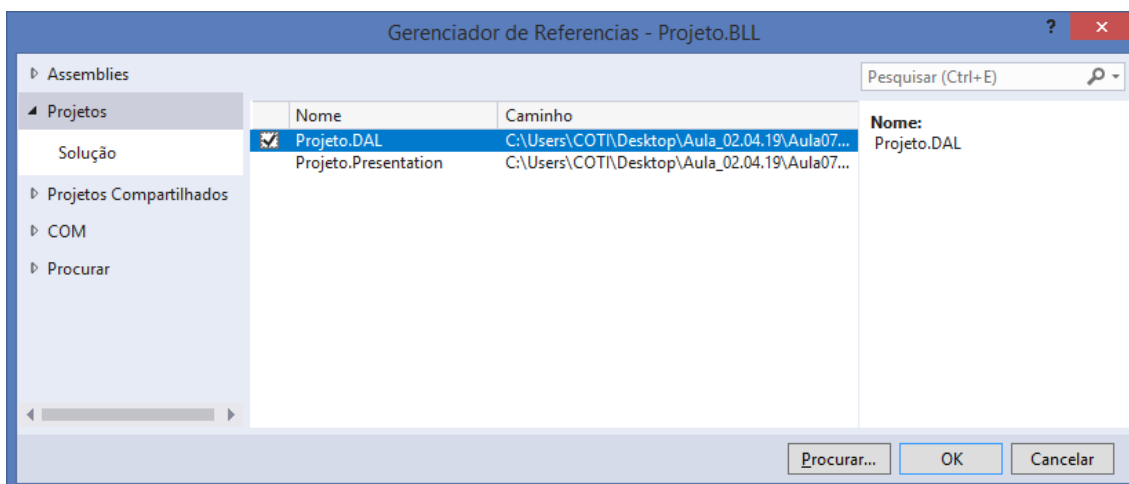 Gerenciador de Referencias - Projeto.BLL
?
Assemblies
Pesquisar (Ctrl+E)
Projetos
Solução
Projetos Compartilhados
COM
Procurar
Nome Caminho
Projeto.DAL C:\Users\COTI\Desktop\Aula_02.04.19\Aula07...
Projeto.Presentation C:\Users\COTI\Desktop\Aula_02.04.19\Aula07...
Nome:
Projeto.DAL
Procurar... OK Cancelar